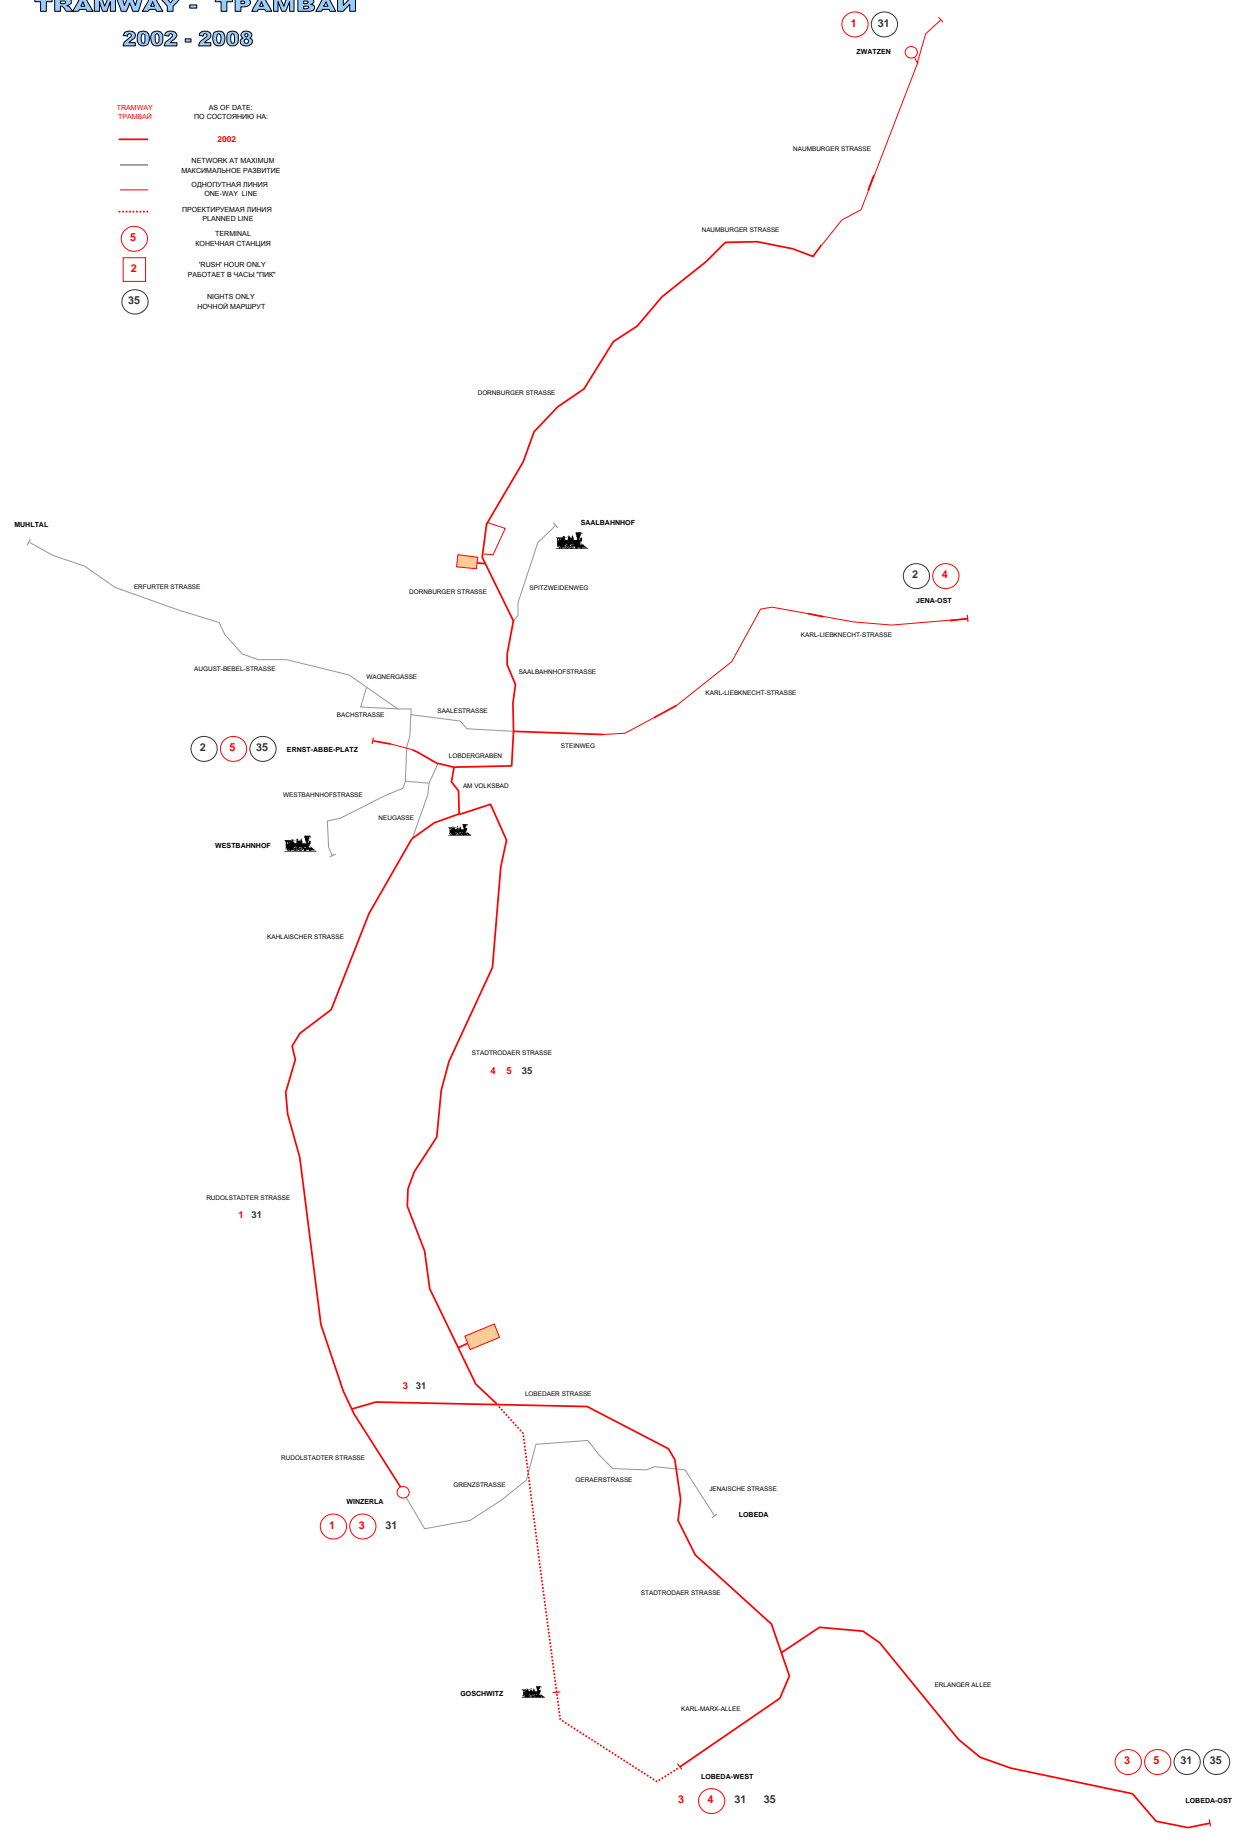 TRAMWAY - ТРАМВАЙ
2002 - 2008
TRAMWAY
ТРАМВАЙ
AS OF DATE:
ПО СОСТОЯНИЮ НА:
2002
NETWORK AT MAXIMUM
МАКСИМАЛЬНОЕ РАЗВИТИЕ
ОДНОПУТНАЯ ЛИНИЯ
ONE-WAY LINE
ПРОЕКТИРУЕМАЯ ЛИНИЯ
PLANNED LINE
5
TERMINAL
КОНЕЧНАЯ СТАНЦИЯ
2
'RUSH' HOUR ONLY
РАБОТАЕТ В ЧАСЫ "ПИК"
35
NIGHTS ONLY
НОЧНОЙ МАРШРУТ
1 31
ZWATZEN
NAUMBURGER STRASSE
NAUMBURGER STRASSE
DORNBURGER STRASSE
MUHLTAL
SAALBAHNHOF
ERFURTER STRASSE
DORNBURGER STRASSE
SPITZWEIDENWEG
2 4
JENA-OST
KARL-LIEBKNECHT-STRASSE
AUGUST-BEBEL-STRASSE
WAGNERGASSE
SAALBAHNHOFSTRASSE
KARL-LIEBKNECHT-STRASSE
BACHSTRASSE
SAALESTRASSE
2 5 35
ERNST-ABBE-PLATZ
LOBDERGRABEN
STEINWEG
AM VOLKSBAD
WESTBAHNHOFSTRASSE
NEUGASSE
WESTBAHNHOF
KAHLAISCHER STRASSE
STADTRODAER STRASSE
4 5 35
RUDOLSTADTER STRASSE
1 31
3 31
LOBEDAER STRASSE
RUDOLSTADTER STRASSE
GRENZSTRASSE
GERAERSTRASSE
JENAISCHE STRASSE
WINZERLA
LOBEDA
1 3 31
STADTRODAER STRASSE
GOSCHWITZ
ERLANGER ALLEE
KARL-MARX-ALLEE
LOBEDA-WEST
3 4 31 35
3 5 31 35
LOBEDA-OST